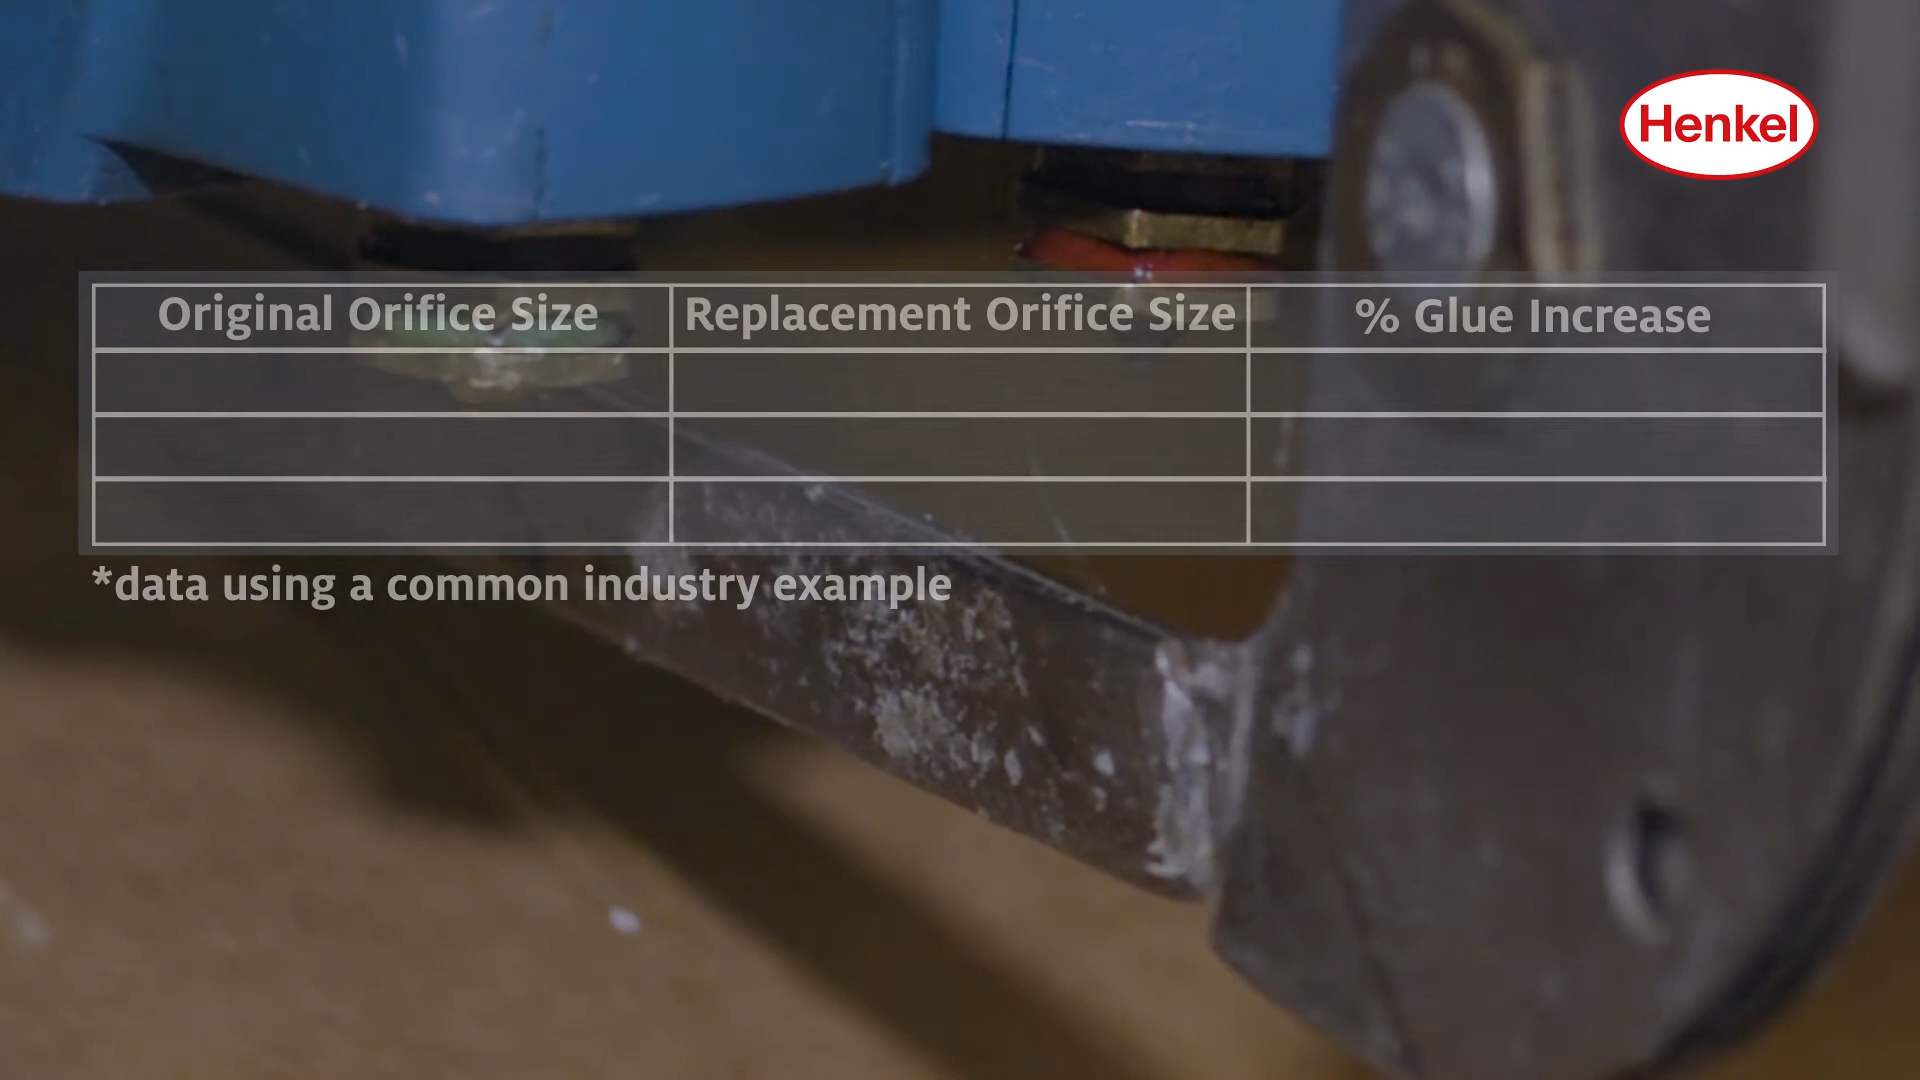 Henkel
Original Orifice Size
Replacement Orifice Size
% Glue Increase
*data using a common industry example